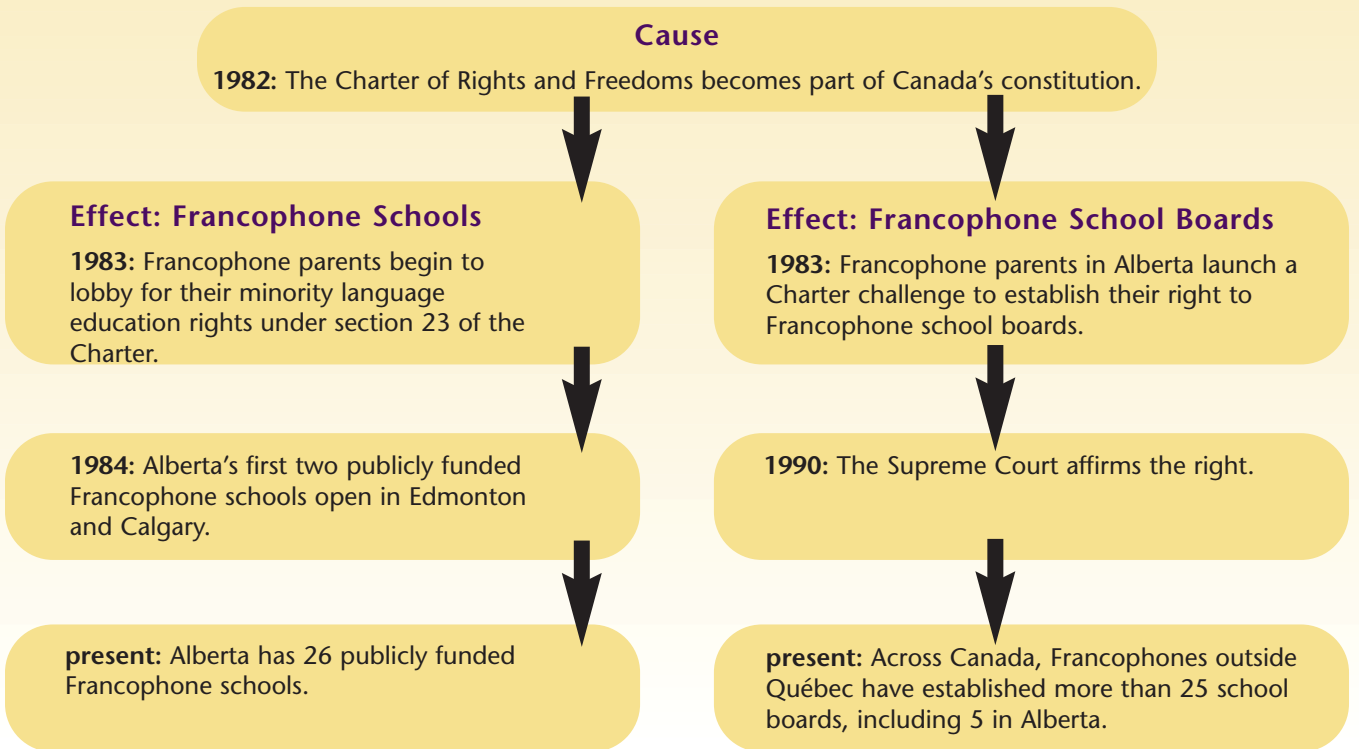 Cause
1982: The Charter of Rights and Freedoms becomes part of Canada's constitution.
Effect: Francophone Schools
1983: Francophone parents begin to
lobby for their minority language
education rights under section 23 of the
Charter.
1984: Alberta's first two publicly funded
Francophone schools open in Edmonton
and Calgary.
present: Alberta has 26 publicly funded
Francophone schools.
Effect: Francophone School Boards
1983: Francophone parents in Alberta launch a
Charter challenge to establish their right to
Francophone school boards.
1990: The Supreme Court affirms the right.
present: Across Canada, Francophones outside
Québec have established more than 25 school
boards, including 5 in Alberta.